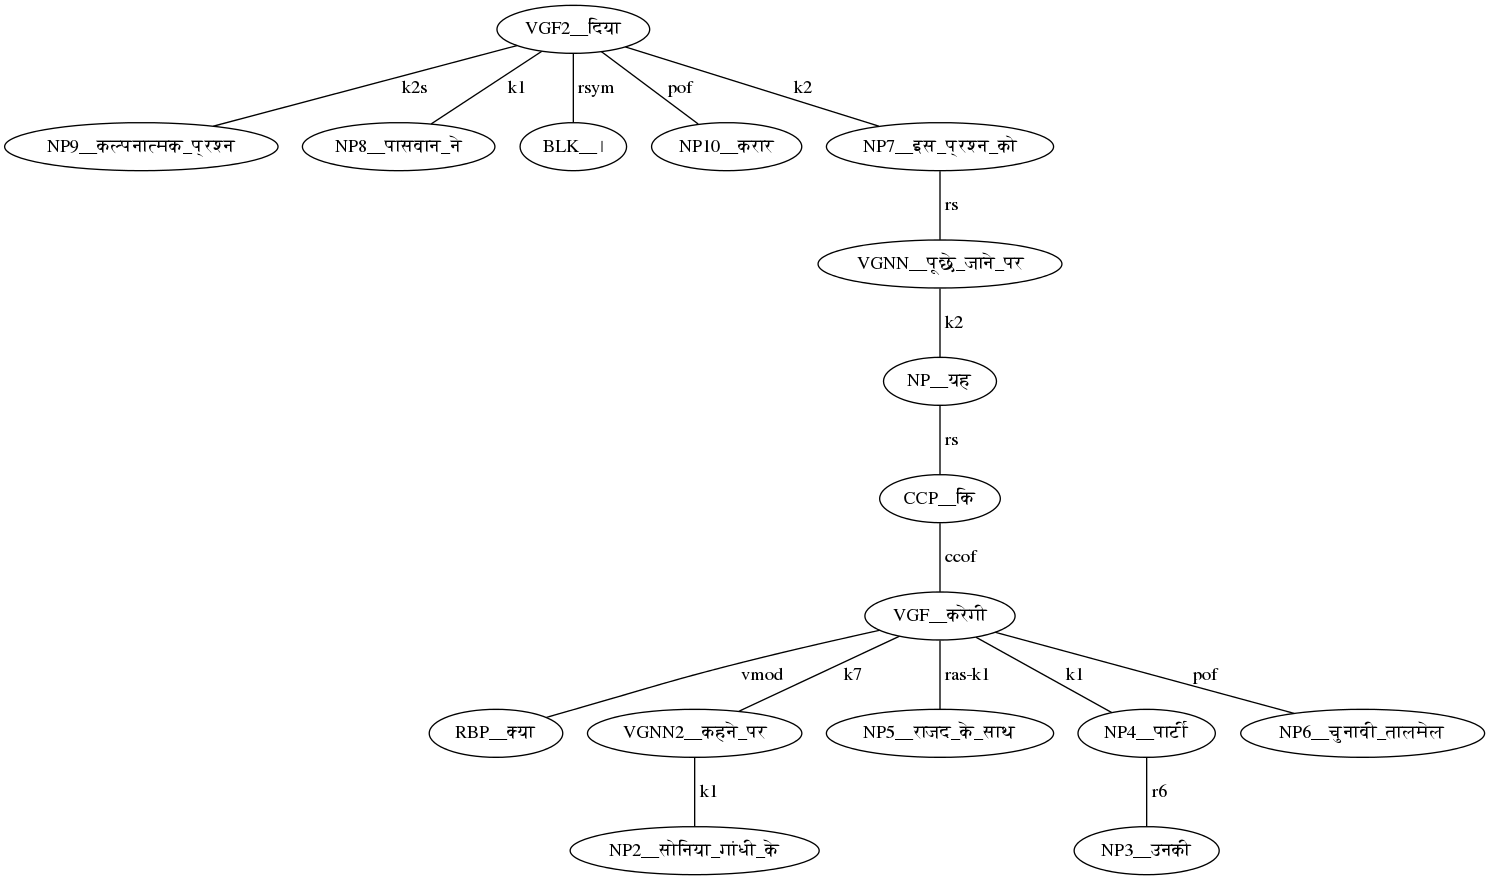 VGF2__दिया
k2s k1 rsym pof k2
NP9__कल्पनात्मक_प्रश्न NP8__पासवान_ने BLK__। NP10__करार NP7__इस_प्रश्न_को
rs
VGNN__पूछे_जाने_पर
k2
NP__यह
rs
CCP__कि
ccof
VGF__करेगी
vmod k7 ras-k1 k1 pof
RBP__क्या VGNN2__कहने_पर NP5__राजद_के_साथ NP4__पार्टी NP6__चुनावी_तालमेल
k1 r6
NP2__सोनिया_गांधी_के NP3__उनकी